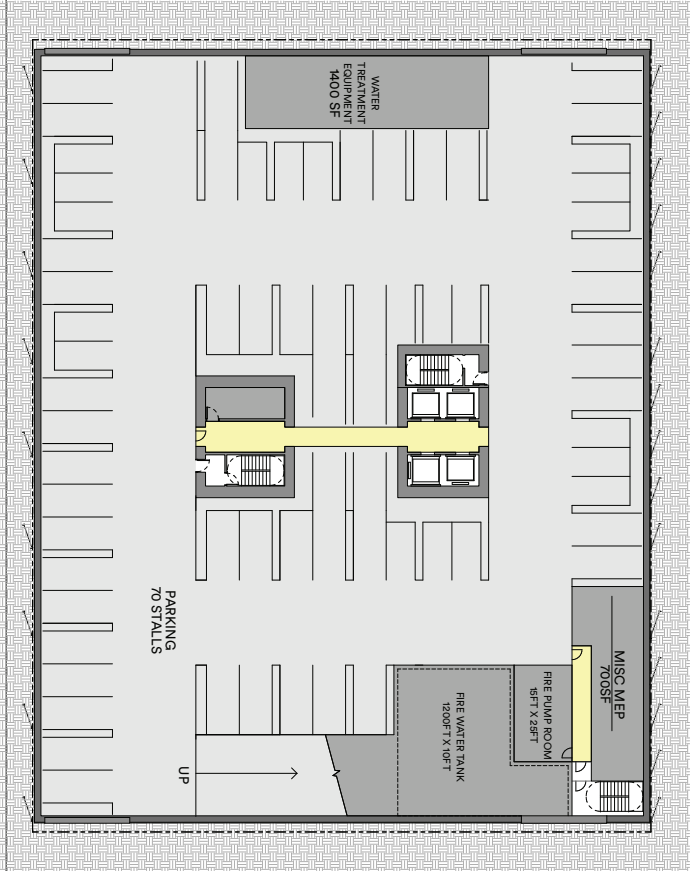 WATER
TREATMENT
EQUIPMENT
1400 SF
PARKING
70 STALLS
MISC MEP
700SF
FIRE PUMP ROOM
15FT X 25FT
FIRE WATER TANK
1200FT X 10FT
UP